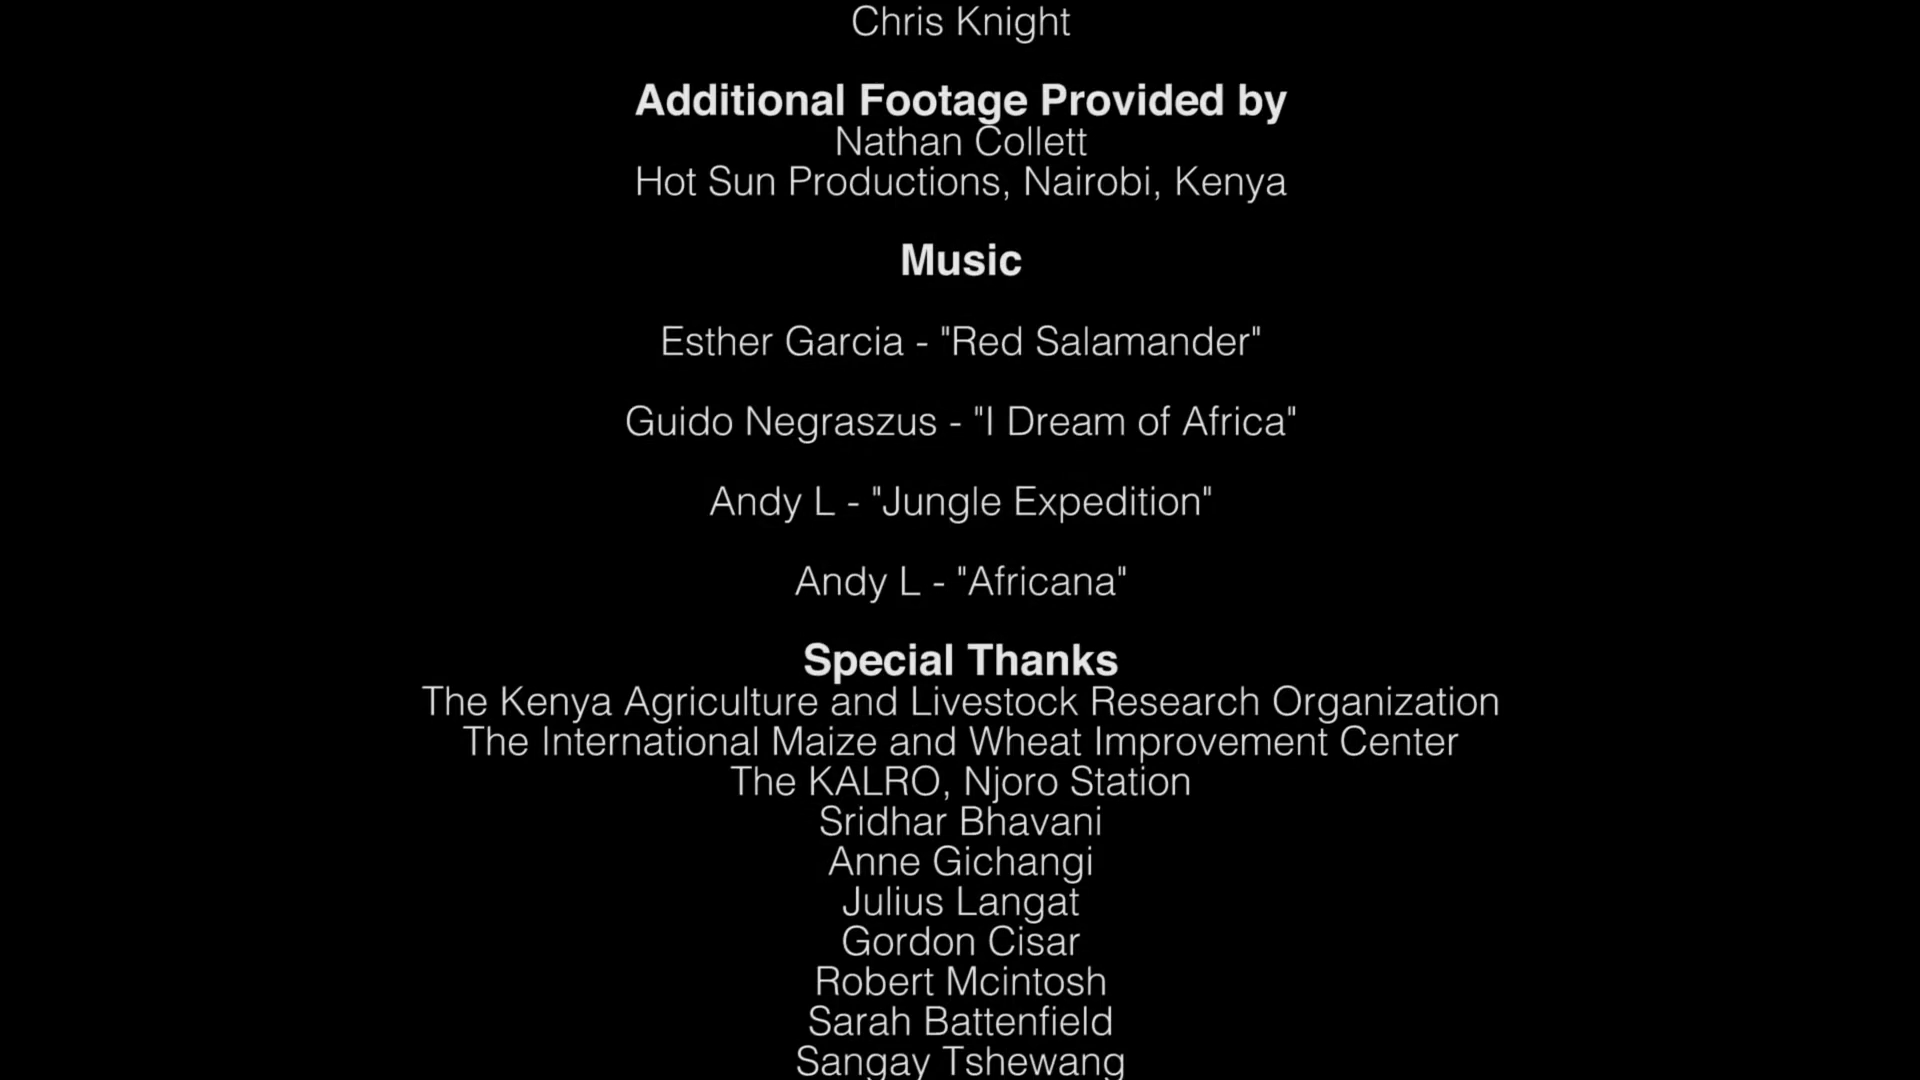 Chris Knight
Additional Footage Provided by
Nathan Collett
Hot Sun Productions, Nairobi, Kenya
Music
Esther Garcia - "Red Salamander"
Guido Negraszus - "I Dream of Africa"
Andy L - "Jungle Expedition"
Andy L - "Africana"
Special Thanks
The Kenya Agriculture and Livestock Research Organization
The International Maize and Wheat Improvement Center
The KALRO, Njoro Station
Sridhar Bhavani
Anne Gichangi
Julius Langat
Gordon Cisar
Robert Mcintosh
Sarah Battenfield
Sangay Tshewang